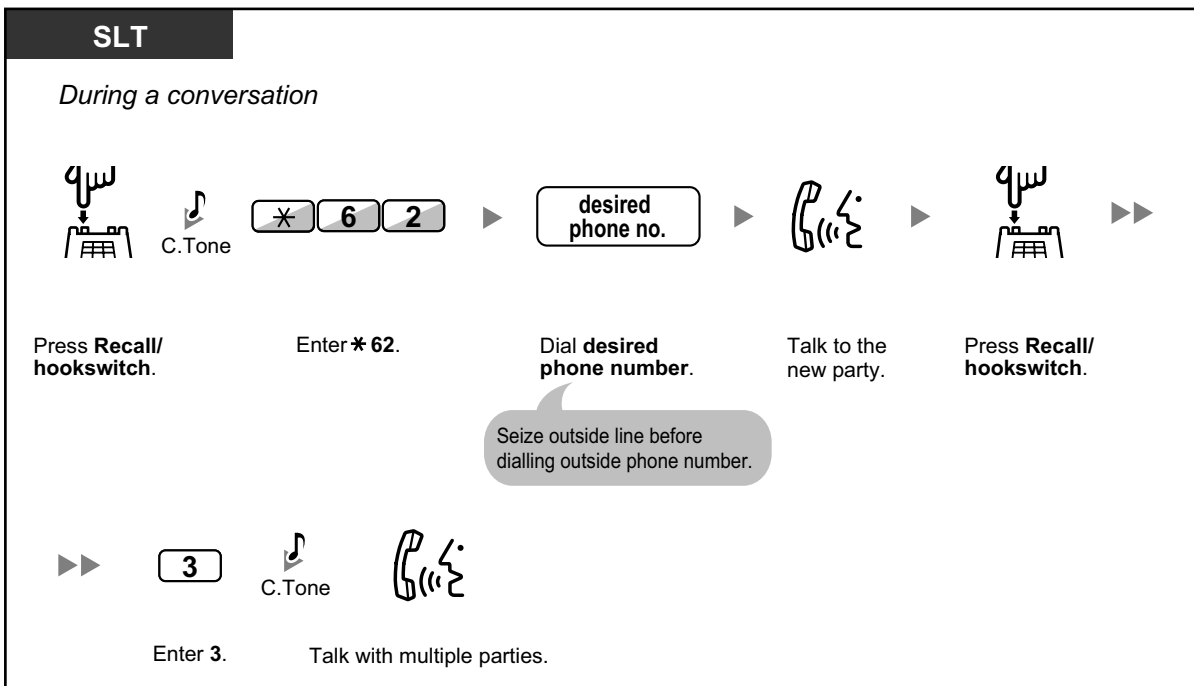 SLT
During a conversation
C.Tone
* 6 2
desired
phone no.
Press Recall/
hookswitch.
Enter * 62.
Dial desired
phone number.
Talk to the
new party.
Press Recall/
hookswitch.
Seize outside line before
dialling outside phone number.
3
C.Tone
Enter 3.
Talk with multiple parties.